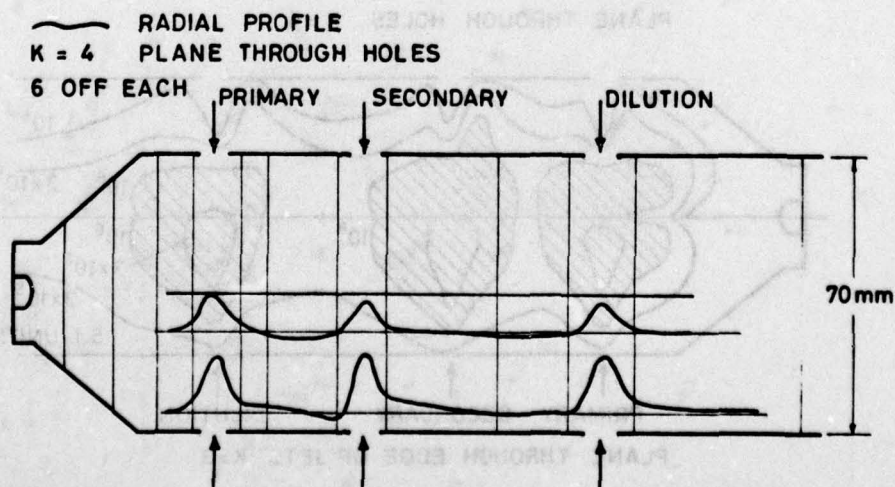 RADIAL PROFILE
K = 4 PLANE THROUGH HOLES
6 OFF EACH
PRIMARY SECONDARY DILUTION
70mm